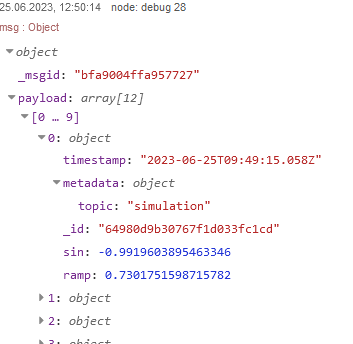 25.06.2023, 12:50:14 node: debug 28
msg : Object
object
_msgid: "bfa9004ffa957727"
payload: array[12]
[0 … 9]
0: object
timestamp: "2023-06-25T09:49:15.058Z"
metadata: object
topic: "simulation"
_id: "64980d9b30767f1d033fc1cd"
sin: -0.9919603895463346
ramp: 0.7301751598715782
1: object
2: object
3: object